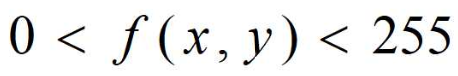 0 < f(x, y) < 255